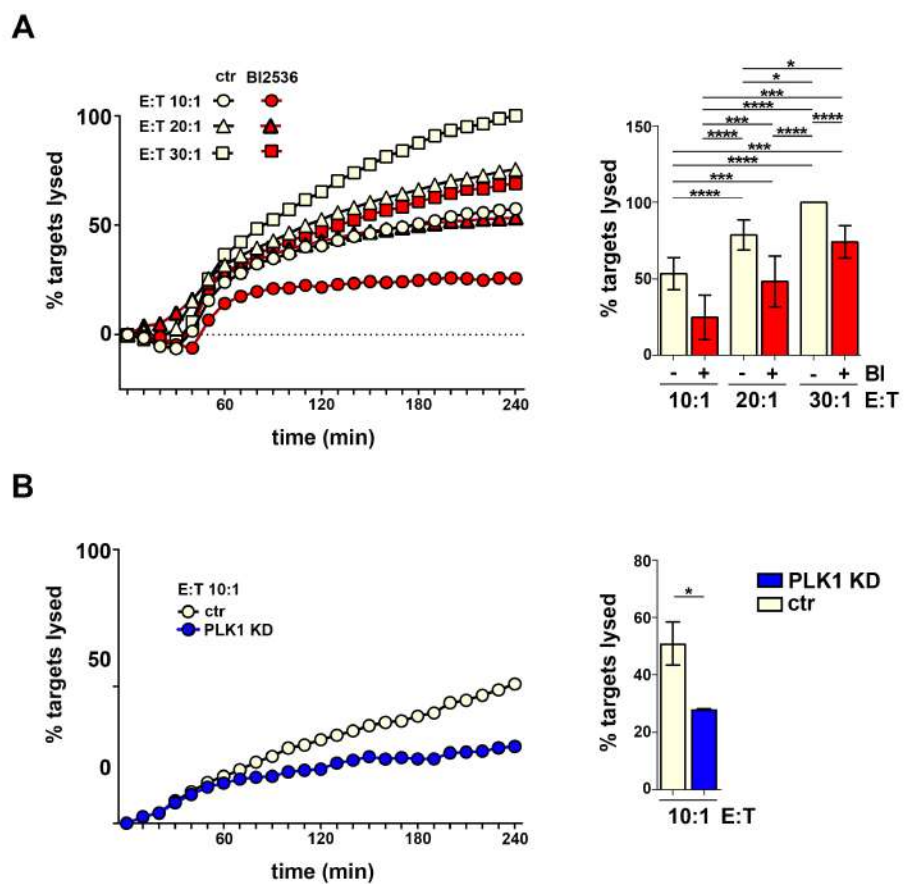 A
ctr BI2536
E:T 10:1
E:T 20:1
E:T 30:1
% targets lysed
100
50
0
60 120 180 240
time (min)
*
*
***
****
*** ****
**** ****
***
****
***
****
% targets lysed
150
100
50
0
- + - + - + BI
10:1 20:1 30:1 E:T
B
E:T 10:1
ctr
PLK1 KD
% targets lysed
100
50
0
60 120 180 240
time (min)
*
% targets lysed
80
60
40
20
0
10:1 E:T
PLK1 KD
ctr